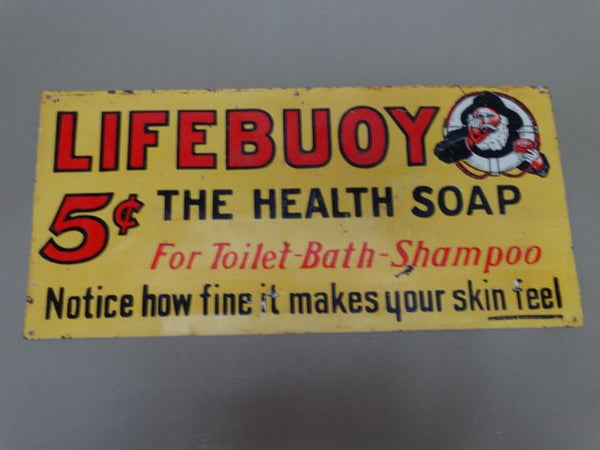 LIFEBUOY
5¢ THE HEALTH SOAP
For Toilet-Bath-Shampoo
Notice how fine it makes your skin feel